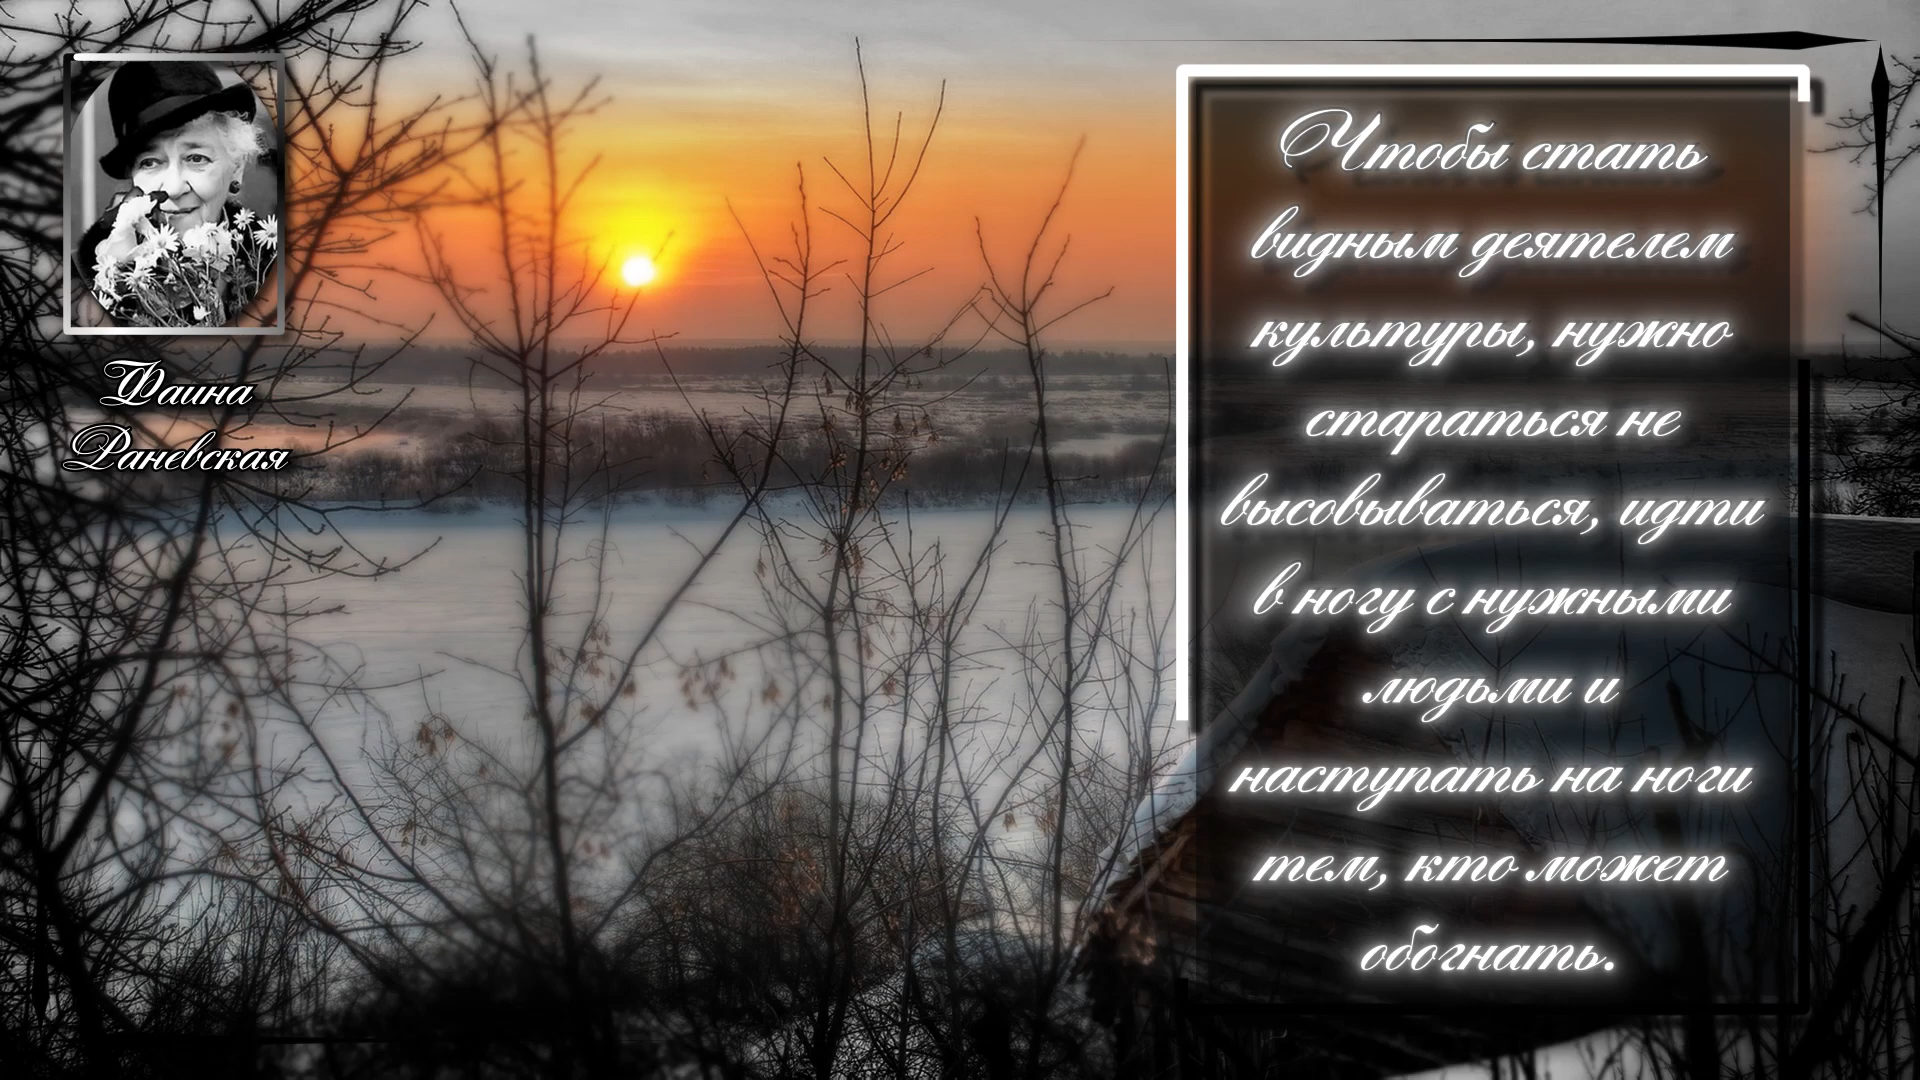 Фаина
Раневская
Чтобы стать
видным деятелем
культуры, нужно
стараться не
высовываться, идти
в ногу с нужными
людьми и
наступать на ноги
тем, кто может
обогнать.